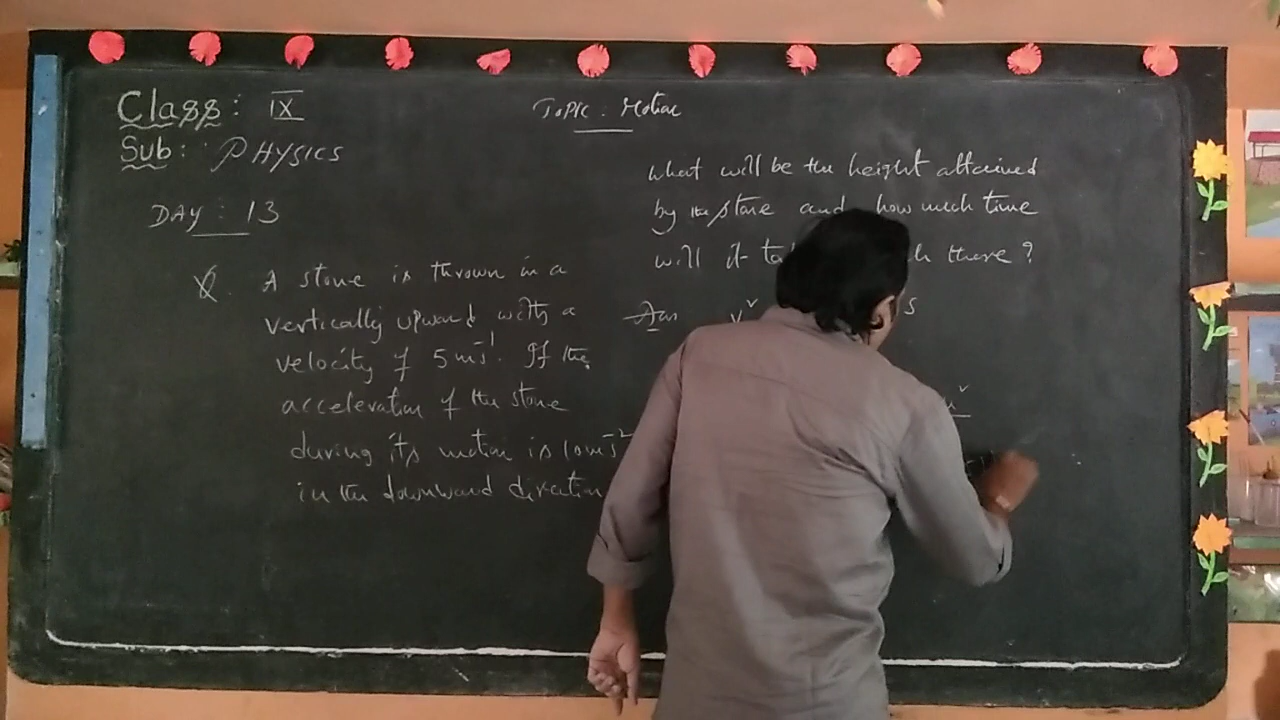 Class: IX
Sub: PHYSICS
DAY: 13
Topic: Motion
Q. A stone is thrown in a
vertically upward with a
velocity of 5 ms⁻¹. If the
acceleration of the stone
during its motion is 10 ms⁻²
in the downward direction
what will be the height attained
by the stone and how much time
will it there?
Ans v² s
u²